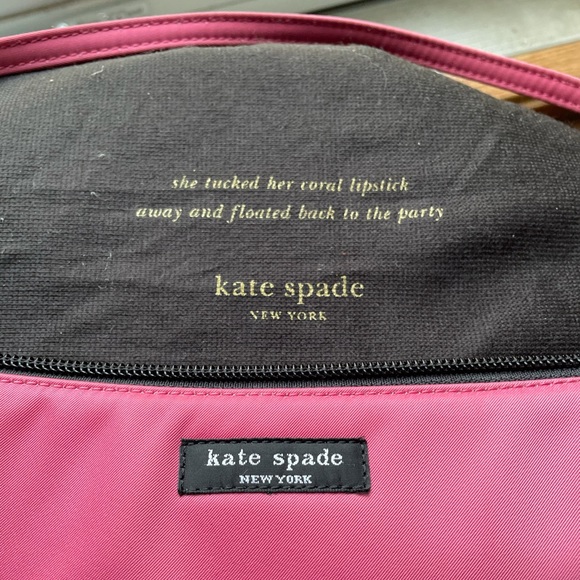 she tucked her coral lipstick
away and floated back to the party
kate spade
NEW YORK
kate spade
NEW YORK